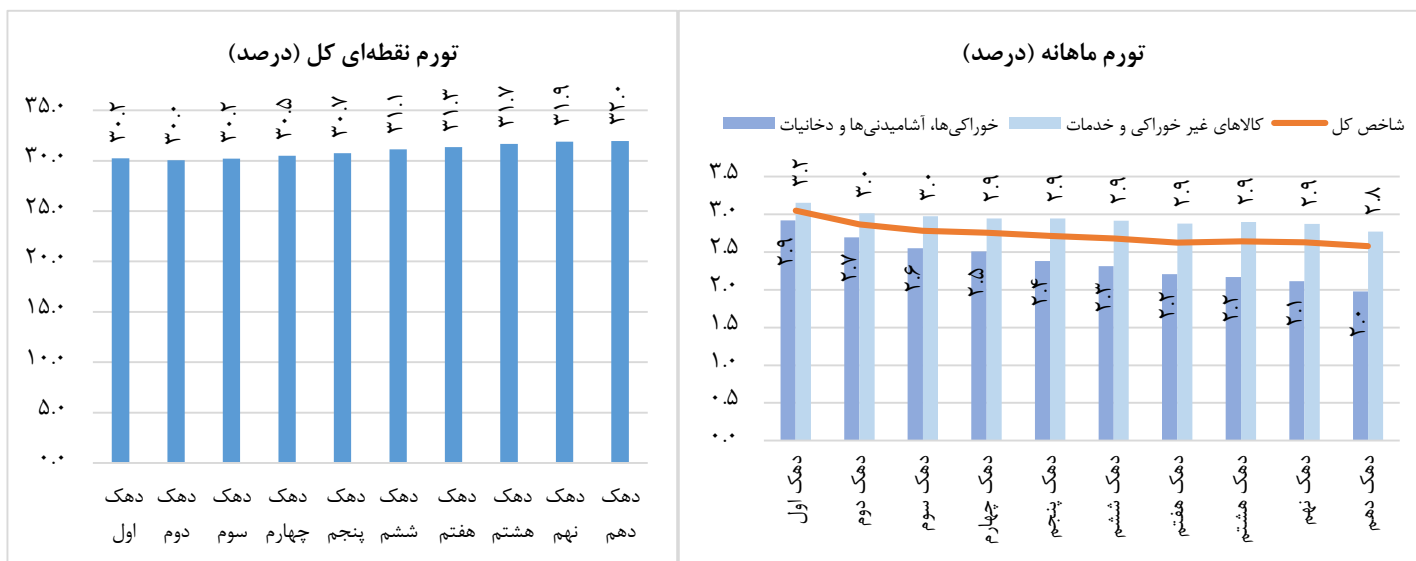 تورم ماهانه (درصد)
شاخص کل
کالاهای غیر خوراکی و خدمات
خوراکی‌ها، آشامیدنی‌ها و دخانیات
۳.۵
۳.۰
۲.۵
۲.۰
۱.۵
۱.۰
۰.۵
۰.۰
۳.۲
۳.۰
۳.۰
۲.۹
۲.۹
۲.۹
۲.۹
۲.۹
۲.۹
۲.۸
۲.۹
۲.۷
۲.۶
۲.۵
۲.۴
۲.۳
۲.۲
۲.۲
۲.۱
۲.۰
دهک اول
دهک دوم
دهک سوم
دهک چهارم
دهک پنجم
دهک ششم
دهک هفتم
دهک هشتم
دهک نهم
دهک دهم
تورم نقطه‌ای کل (درصد)
۳۵.۰
۳۰.۰
۲۵.۰
۲۰.۰
۱۵.۰
۱۰.۰
۵.۰
۰.۰
۳۰.۲
۳۰.۰
۳۰.۲
۳۰.۵
۳۰.۷
۳۱.۱
۳۱.۳
۳۱.۷
۳۱.۹
۳۲.۰
دهک
اول
دهک
دوم
دهک
سوم
دهک
چهارم
دهک
پنجم
دهک
ششم
دهک
هفتم
دهک
هشتم
دهک
نهم
دهک
دهم